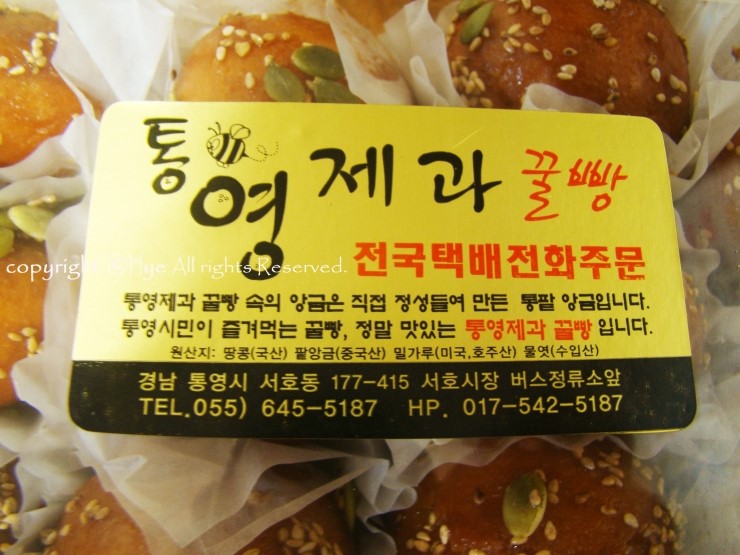 통영제과 꿀빵
전국택배전화주문
통영제과 꿀빵 속의 앙금은 직접 정성들여 만든 통팥 앙금입니다.
통영시민이 즐겨먹는 꿀빵, 정말 맛있는 통영제과 꿀빵 입니다.
원산지: 땅콩(국산) 팥앙금(중국산) 밀가루(미국,호주산) 물엿(수입산)
경남 통영시 서호동 177-415 서호시장 버스정류소앞
TEL.055) 645-5187 HP. 017-542-5187
copyright Hye All rights Reserved.